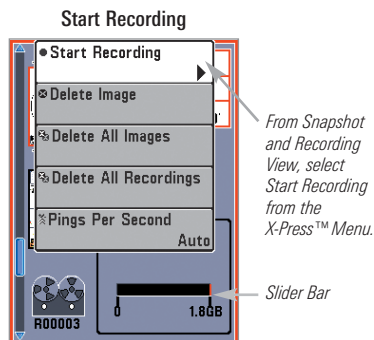 Start Recording
Start Recording
Delete Image
Delete All Images
Delete All Recordings
Pings Per Second
Auto
From Snapshot
and Recording
View, select
Start Recording
from the
X-Press™ Menu.
Slider Bar
R00003
0
1.8GB